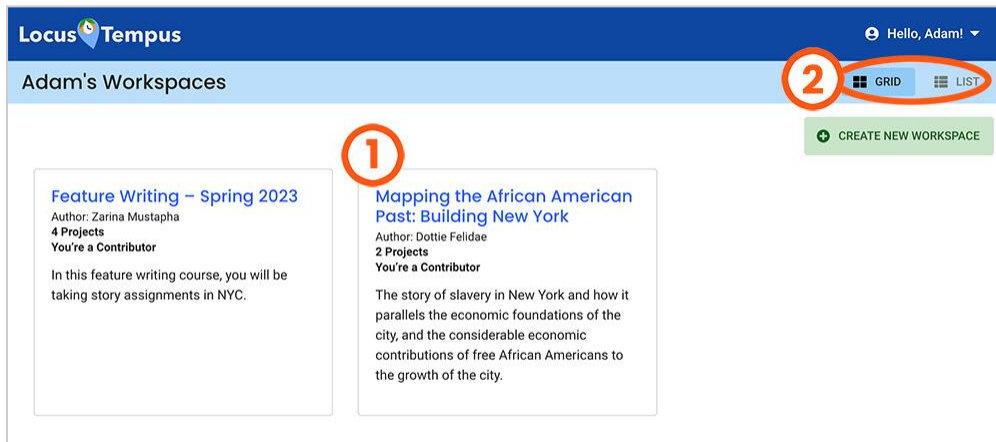 Locus Tempus
Hello, Adam!
Adam's Workspaces
2
GRID
LIST
CREATE NEW WORKSPACE
1
Feature Writing – Spring 2023
Author: Zarina Mustapha
4 Projects
You're a Contributor
In this feature writing course, you will be
taking story assignments in NYC.
Mapping the African American
Past: Building New York
Author: Dottie Felidae
2 Projects
You're a Contributor
The story of slavery in New York and how it
parallels the economic foundations of the
city, and the considerable economic
contributions of free African Americans to
the growth of the city.